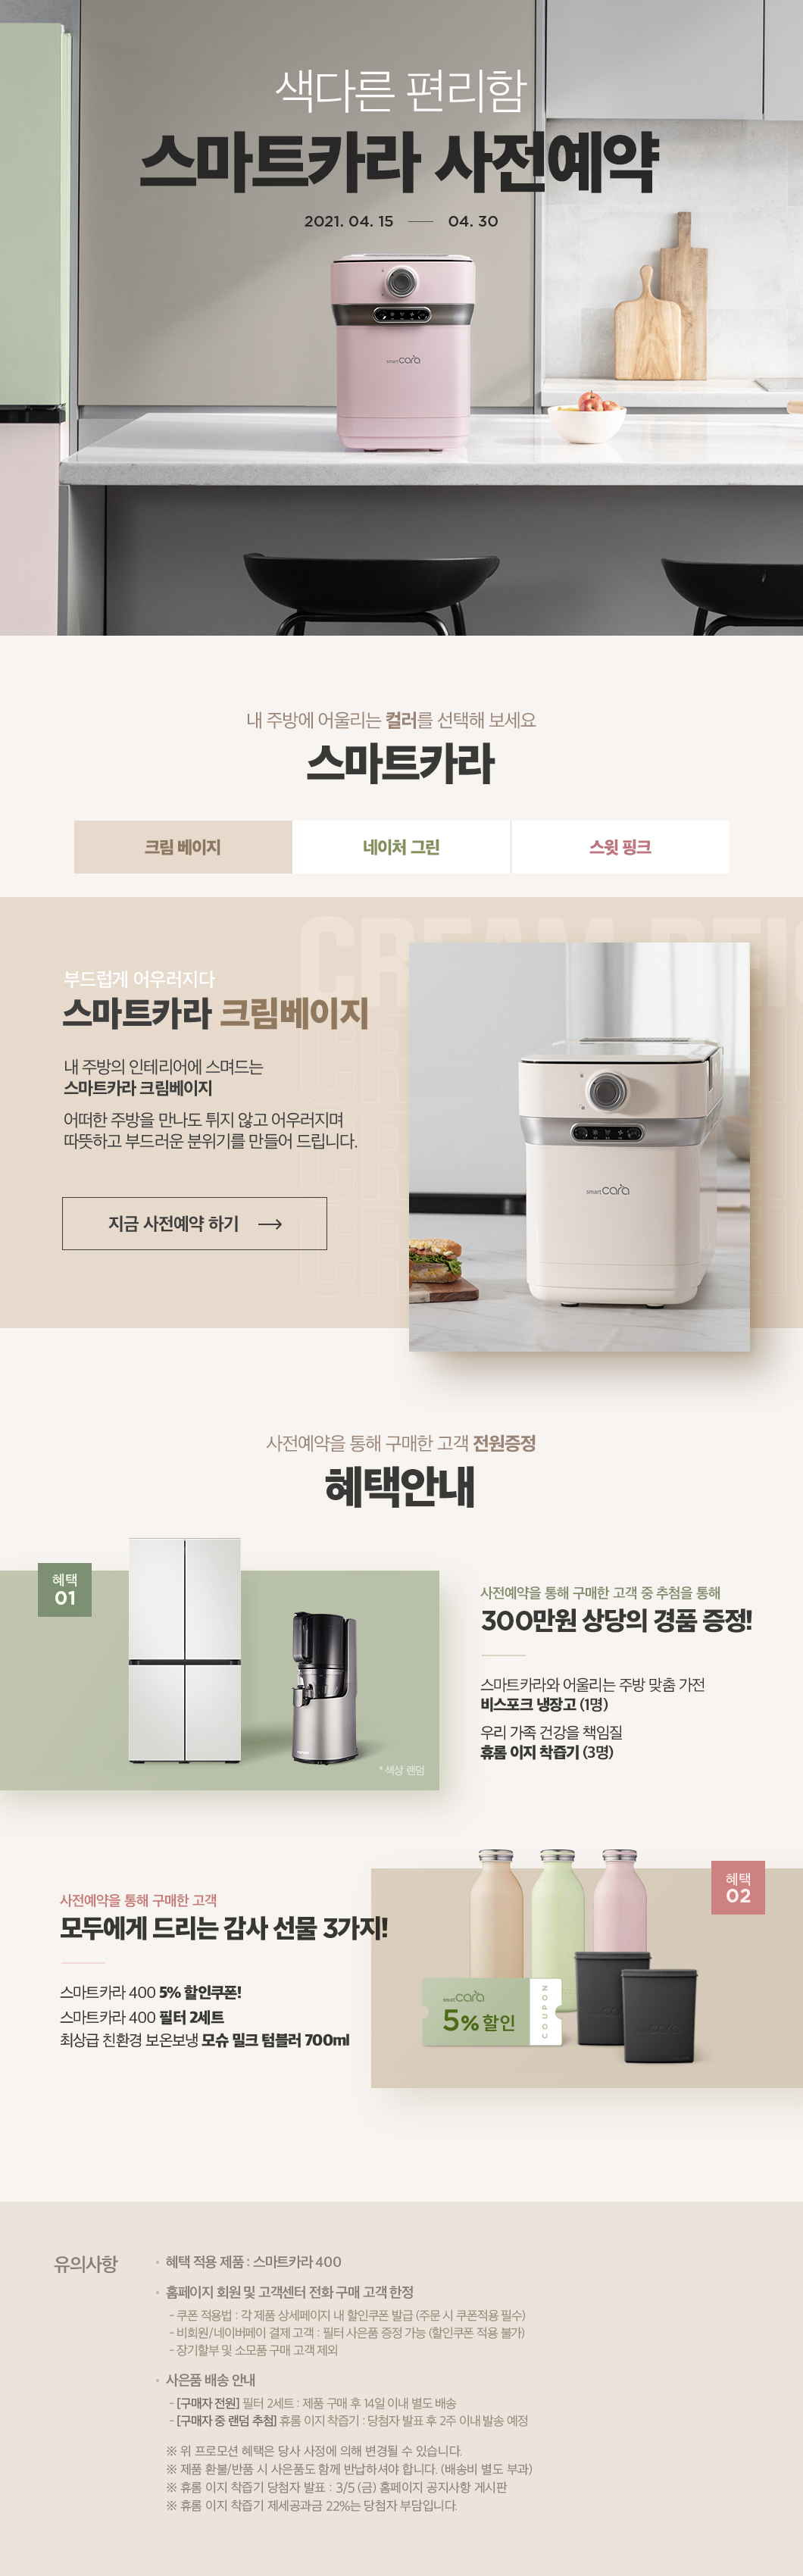 색다른 편리함
스마트카라 사전예약
2021. 04. 15 — 04. 30
smart cara
내 주방에 어울리는 컬러를 선택해 보세요
스마트카라
크림 베이지
네이처 그린
스윗 핑크
CREAM BEIG
부드럽게 어우러지다
스마트카라 크림베이지
내 주방의 인테리어에 스며드는
스마트카라 크림베이지
어떠한 주방을 만나도 튀지 않고 어우러지며
따뜻하고 부드러운 분위기를 만들어 드립니다.
지금 사전예약 하기 →
smart cara
사전예약을 통해 구매한 고객 전원증정
혜택안내
혜택
01
* 색상 랜덤
사전예약을 통해 구매한 고객 중 추첨을 통해
300만원 상당의 경품 증정!
스마트카라와 어울리는 주방 맞춤 가전
비스포크 냉장고 (1명)
우리 가족 건강을 책임질
휴롬 이지 착즙기 (3명)
사전예약을 통해 구매한 고객
모두에게 드리는 감사 선물 3가지!
스마트카라 400 5% 할인쿠폰!
스마트카라 400 필터 2세트
최상급 친환경 보온보냉 모슈 밀크 텀블러 700ml
혜택
02
smart cara
5% 할인
COUPON
유의사항
• 혜택 적용 제품 : 스마트카라 400
• 홈페이지 회원 및 고객센터 전화 구매 고객 한정
- 쿠폰 적용법 : 각 제품 상세페이지 내 할인쿠폰 발급 (주문 시 쿠폰적용 필수)
- 비회원/네이버페이 결제 고객 : 필터 사은품 증정 가능 (할인쿠폰 적용 불가)
- 장기할부 및 소모품 구매 고객 제외
• 사은품 배송 안내
- [구매자 전원] 필터 2세트 : 제품 구매 후 14일 이내 별도 배송
- [구매자 중 랜덤 추첨] 휴롬 이지 착즙기 : 당첨자 발표 후 2주 이내 발송 예정
※ 위 프로모션 혜택은 당사 사정에 의해 변경될 수 있습니다.
※ 제품 환불/반품 시 사은품도 함께 반납하셔야 합니다. (배송비 별도 부과)
※ 휴롬 이지 착즙기 당첨자 발표 : 3/5 (금) 홈페이지 공지사항 게시판
※ 휴롬 이지 착즙기 제세공과금 22%는 당첨자 부담입니다.